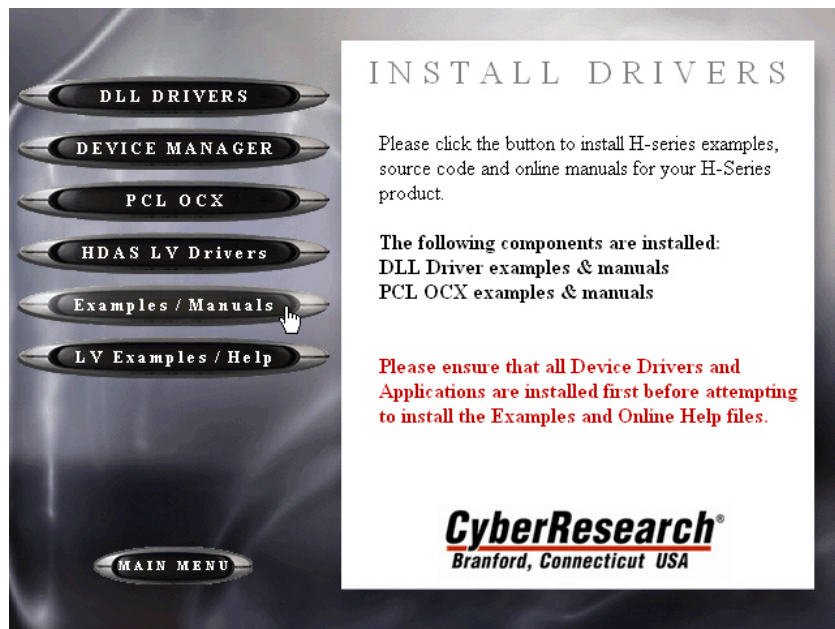 DLL DRIVERS
DEVICE MANAGER
PCL OCX
HDAS LV Drivers
Examples / Manuals
LV Examples / Help
MAIN MENU
INSTALL DRIVERS
Please click the button to install H-series examples,
source code and online manuals for your H-Series
product.
The following components are installed:
DLL Driver examples & manuals
PCL OCX examples & manuals
Please ensure that all Device Drivers and
Applications are installed first before attempting
to install the Examples and Online Help files.
CyberResearch®
Branford, Connecticut USA